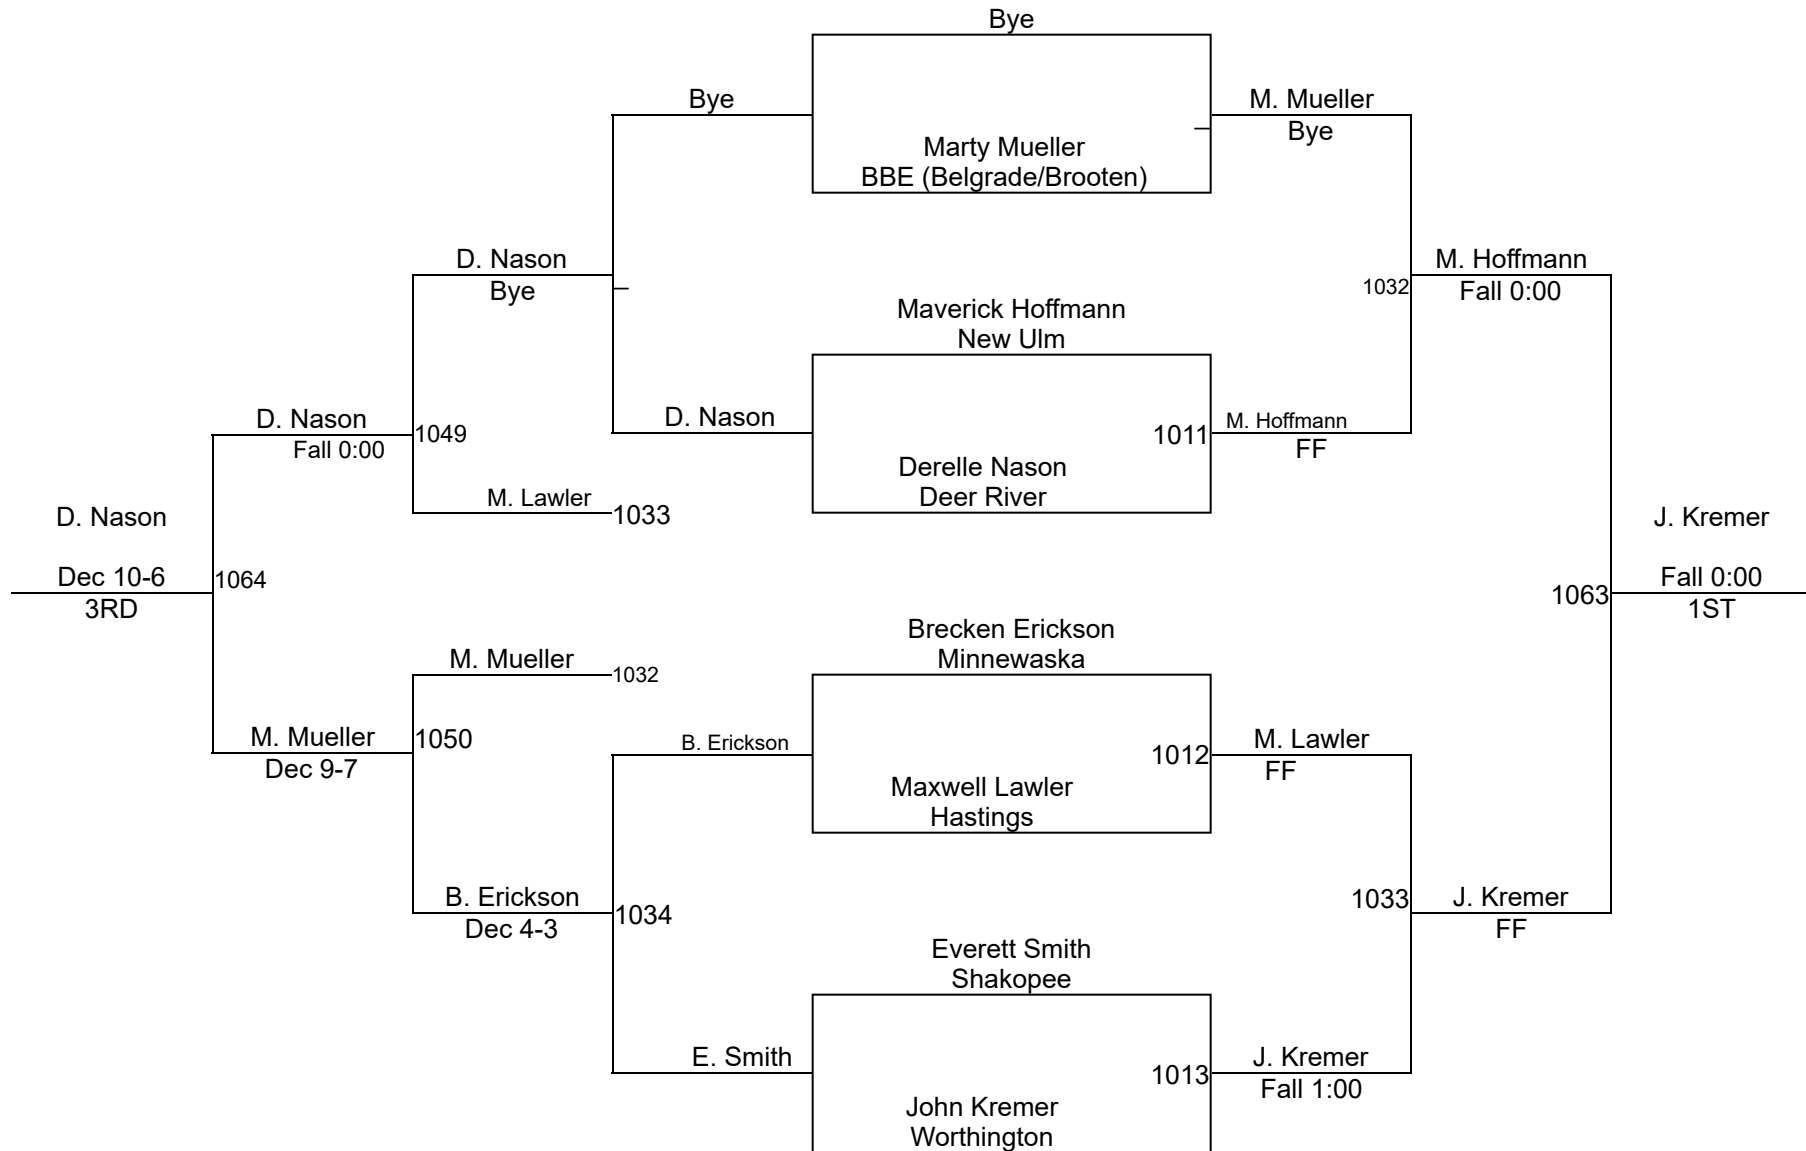 Bye
Bye
M. Mueller
Bye
Marty Mueller
BBE (Belgrade/Brooten)
D. Nason
Bye
M. Hoffmann
1032
Fall 0:00
Maverick Hoffmann
New Ulm
D. Nason
D. Nason
1011
M. Hoffmann
FF
1049
Fall 0:00
Derelle Nason
Deer River
M. Lawler
1033
D. Nason
J. Kremer
Dec 10-6
1064
3RD
Fall 0:00
1063
1ST
Brecken Erickson
Minnewaska
M. Mueller
1032
M. Mueller
1050
Dec 9-7
B. Erickson
1012
M. Lawler
FF
Maxwell Lawler
Hastings
B. Erickson
1034
Dec 4-3
1033
J. Kremer
FF
Everett Smith
Shakopee
E. Smith
1013
J. Kremer
Fall 1:00
John Kremer
Worthington